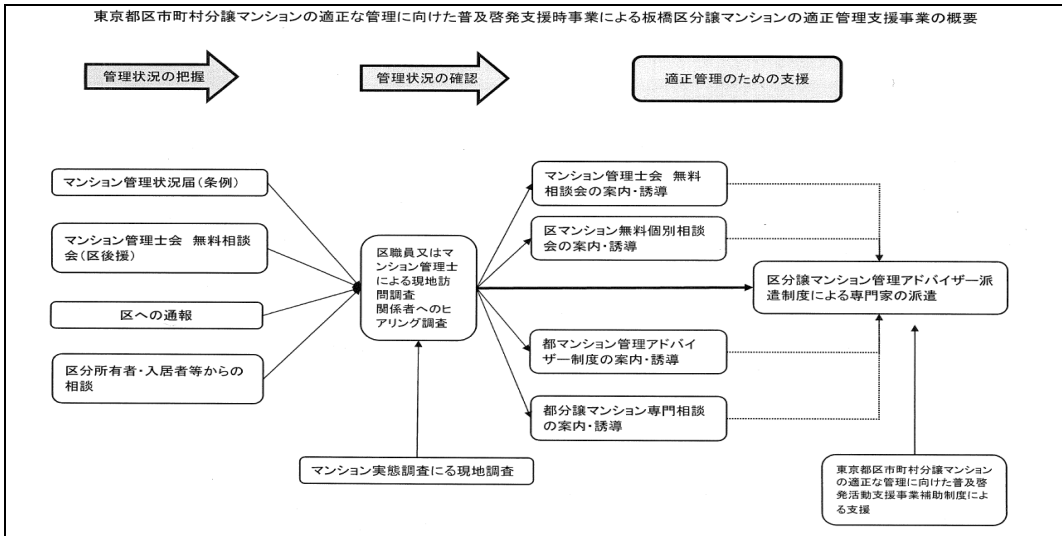 東京都区市町村分譲マンションの適正な管理に向けた普及啓発支援時事業による板橋区分譲マンションの適正管理支援事業の概要
管理状況の把握
管理状況の確認
適正管理のための支援
マンション管理状況届(条例)
マンション管理士会 無料相談
会(区後援)
区への通報
区分所有者・入居者等からの
相談
区職員又はマ
ンション管理士
による現地訪
問調査
関係者へのヒ
アリング調査
マンション実態調査にる現地調査
マンション管理士会 無料
相談会の案内・誘導
区マンション無料個別相談
会の案内・誘導
都マンション管理アドバイ
ザー制度の案内・誘導
都分譲マンション専門相談
の案内・誘導
区分譲マンション管理アドバイザー派
遣制度による専門家の派遣
東京都区市町村分譲マンション
の適正な管理に向けた普及啓
発活動支援事業補助制度によ
る支援